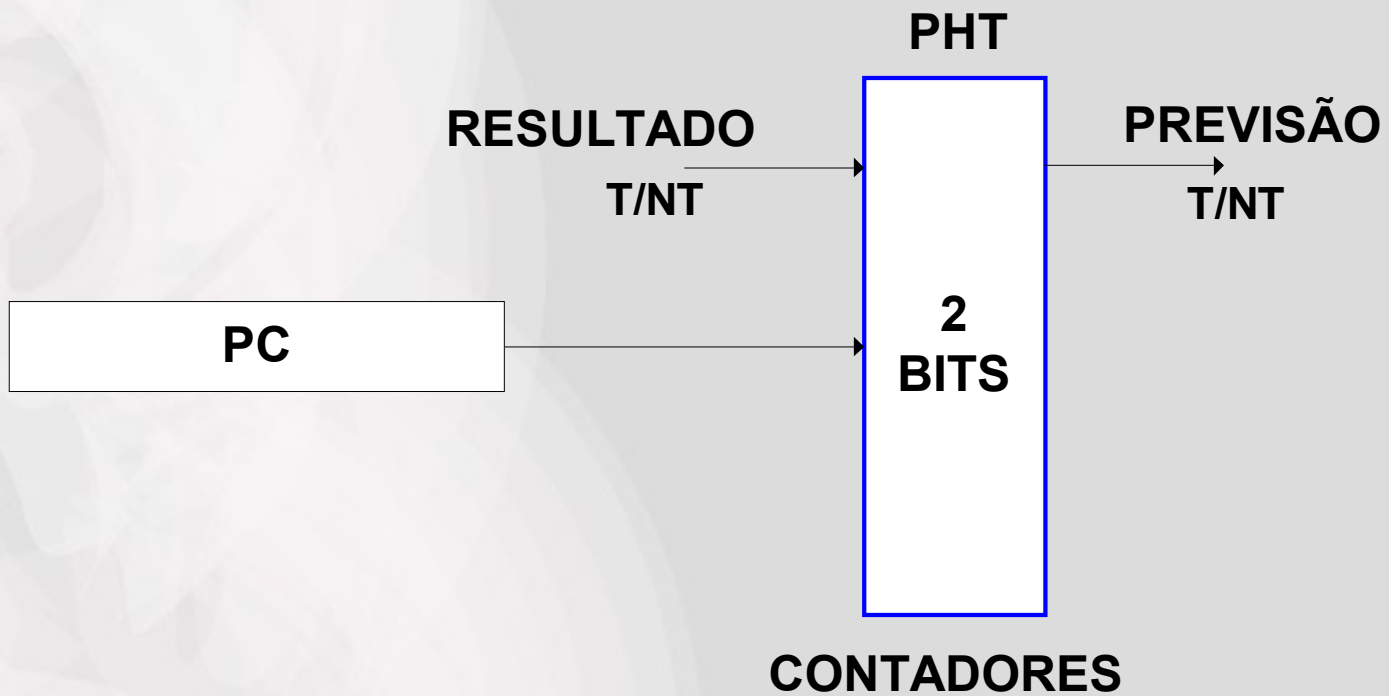 PHT
RESULTADO
T/NT
PREVISÃO
T/NT
PC
2
BITS
CONTADORES